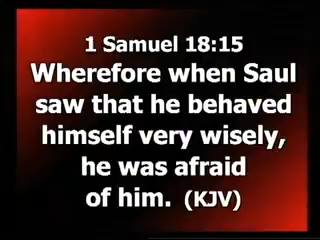 1 Samuel 18:15
Wherefore when Saul
saw that he behaved
himself very wisely,
he was afraid
of him. (KJV)